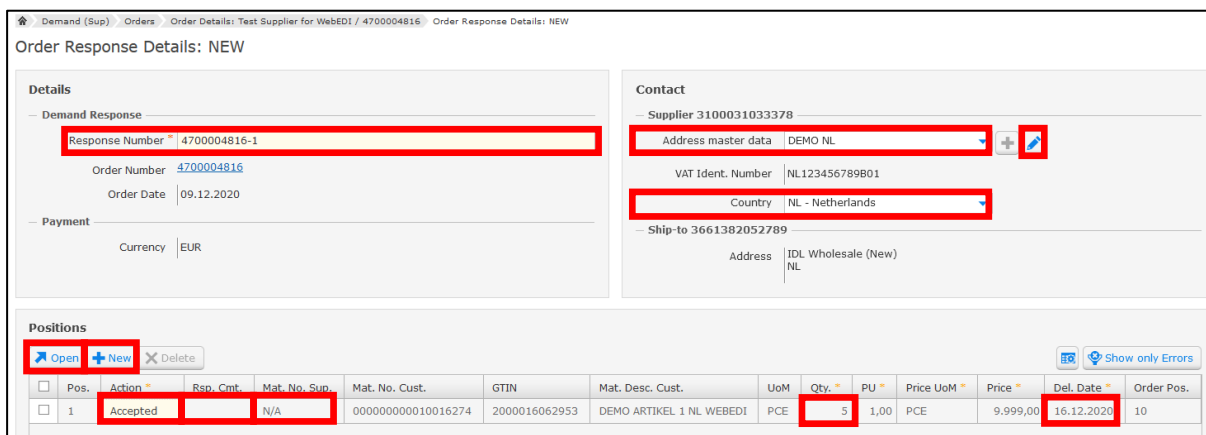 Demand (Sup) Orders Order Details: Test Supplier for WebEDI / 4700004816 Order Response Details: NEW
Order Response Details: NEW
Details
Demand Response
Response Number * 4700004816-1
Order Number 4700004816
Order Date 09.12.2020
Payment
Currency EUR
Contact
Supplier 3100031033378
Address master data DEMO NL
VAT Ident. Number NL123456789B01
Country NL - Netherlands
Ship-to 3661382052789
Address IDL Wholesale (New)
NL
Positions
Open New Delete Show only Errors
Pos. Action * Rsp. Cmt. Mat. No. Sup. Mat. No. Cust. GTIN Mat. Desc. Cust. UoM Qty. * PU * Price UoM * Price * Del. Date * Order Pos.
1 Accepted N/A 000000000010016274 2000016062953 DEMO ARTIKEL 1 NL WEBEDI PCE 5 1,00 PCE 9.999,00 16.12.2020 10